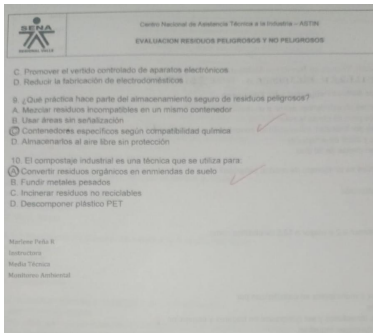 SENA
Centro Nacional de Asistencia Técnica a la Industria – ASTIN
EVALUACION RESIDUOS PELIGROSOS Y NO PELIGROSOS
C. Promover el vertido controlado de aparatos electrónicos
D. Reducir la fabricación de electrodomésticos
9. ¿Qué práctica hace parte del almacenamiento seguro de residuos peligrosos?
A. Mezclar residuos incompatibles en un mismo contenedor
B. Usar áreas sin señalización
C. Contenedores específicos según compatibilidad química
D. Almacenarlos al aire libre sin protección
10. El compostaje industrial es una técnica que se utiliza para:
A. Convertir residuos orgánicos en enmiendas de suelo
B. Fundir metales pesados
C. Incinerar residuos no reciclables
D. Descomponer plástico PET
Marlene Peña R
Instructora
Media Técnica
Monitoreo Ambiental